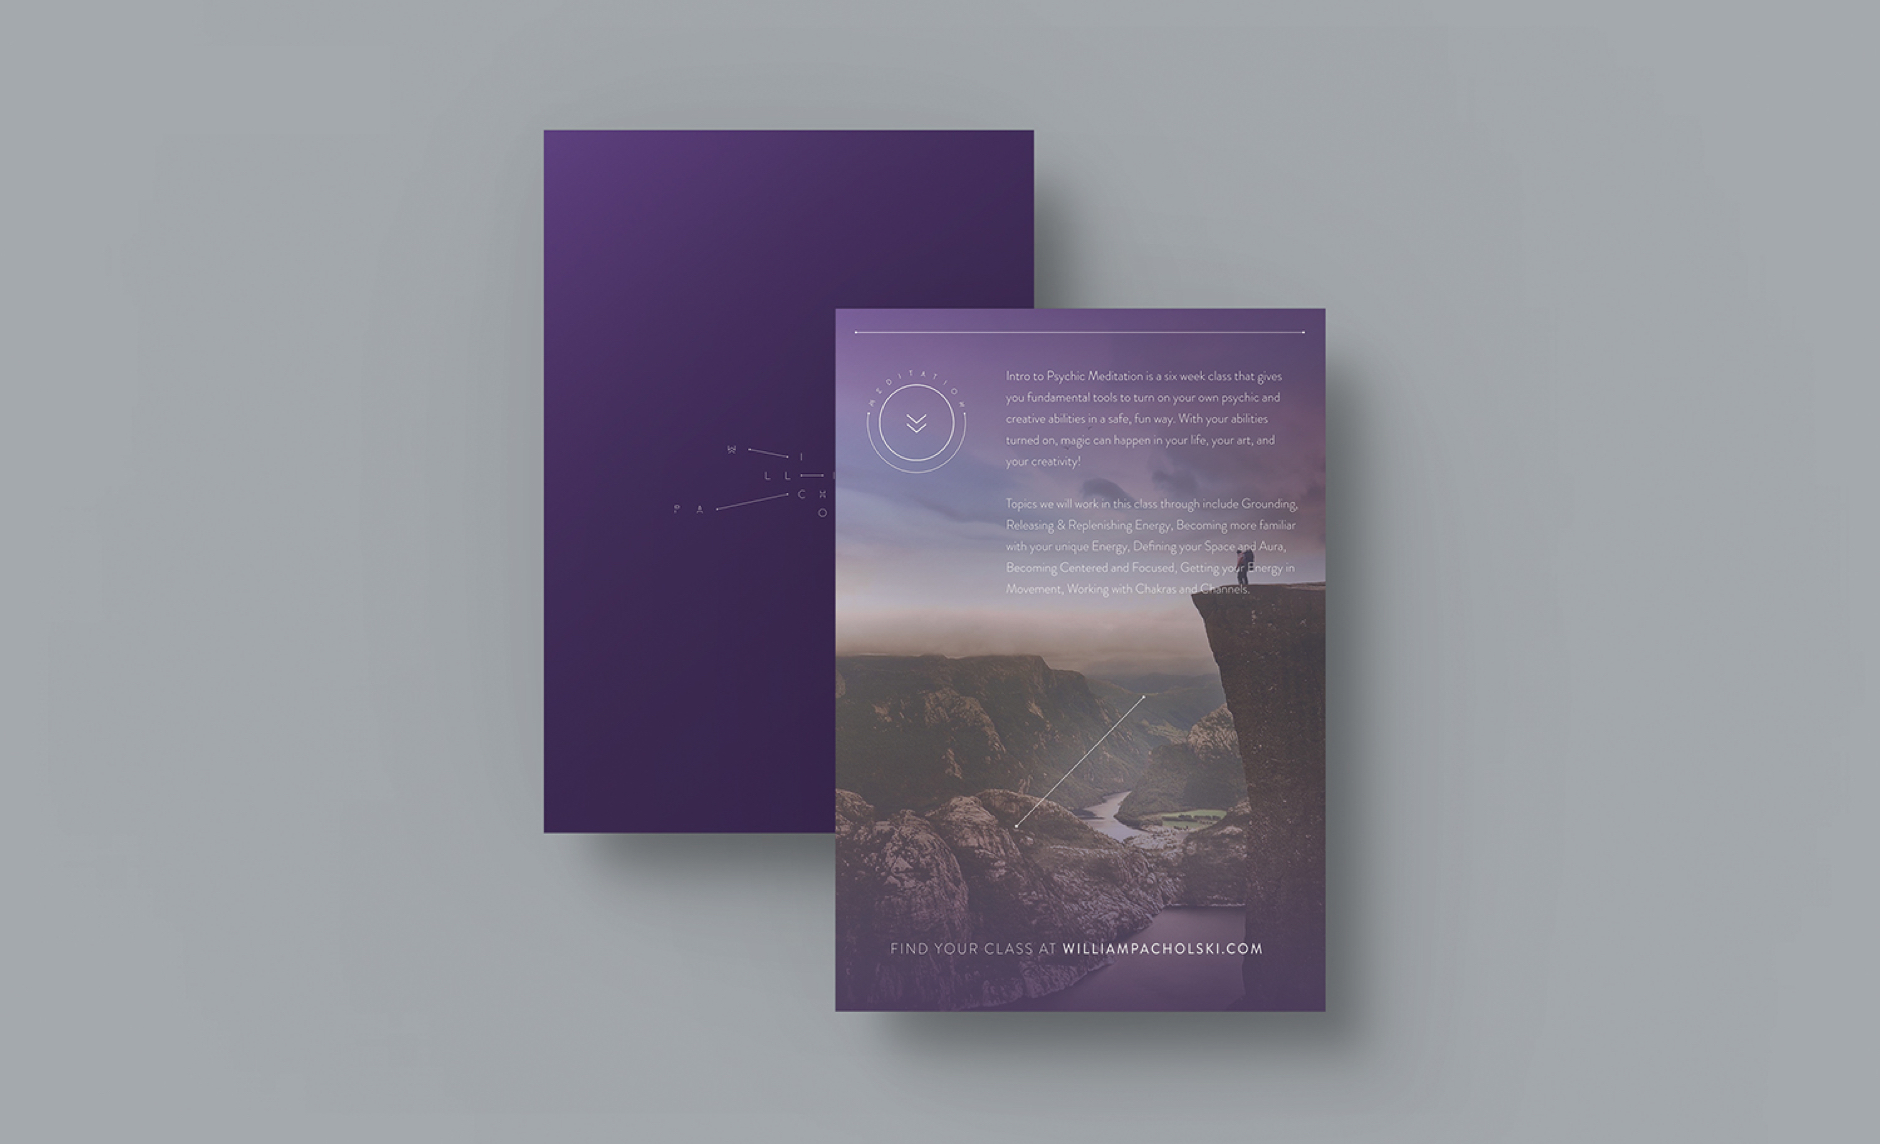 W I
L L
P A C H
O
MEDITATION
Intro to Psychic Meditation is a six week class that gives
you fundamental tools to turn on your own psychic and
creative abilities in a safe, fun way. With your abilities
turned on, magic can happen in your life, your art, and
your creativity!
Topics we will work in this class through include Grounding,
Releasing & Replenishing Energy, Becoming more familiar
with your unique Energy, Defining your Space and Aura,
Becoming Centered and Focused, Getting your Energy in
Movement, Working with Chakras and Channels.
FIND YOUR CLASS AT WILLIAMPACHOLSKI.COM